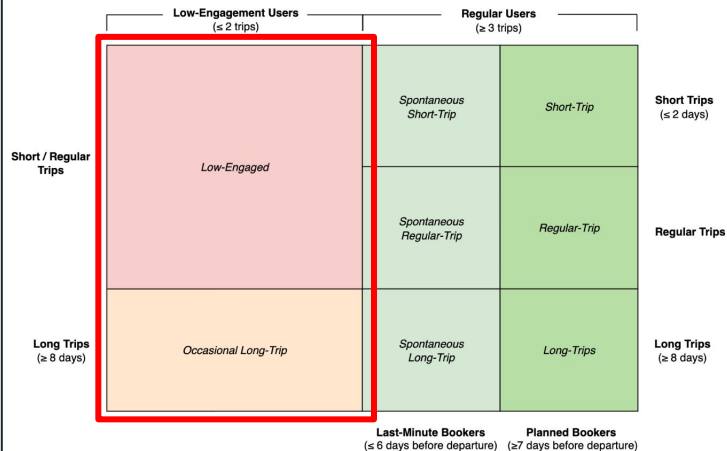 Low-Engagement Users
(≤ 2 trips)
Regular Users
(≥ 3 trips)
Short / Regular
Trips
Low-Engaged
Spontaneous
Short-Trip
Short-Trip
Short Trips
(≤ 2 days)
Spontaneous
Regular-Trip
Regular-Trip
Regular Trips
Long Trips
(≥ 8 days)
Occasional Long-Trip
Spontaneous
Long-Trip
Long-Trips
Long Trips
(≥ 8 days)
Last-Minute Bookers
(≤ 6 days before departure)
Planned Bookers
(≥7 days before departure)